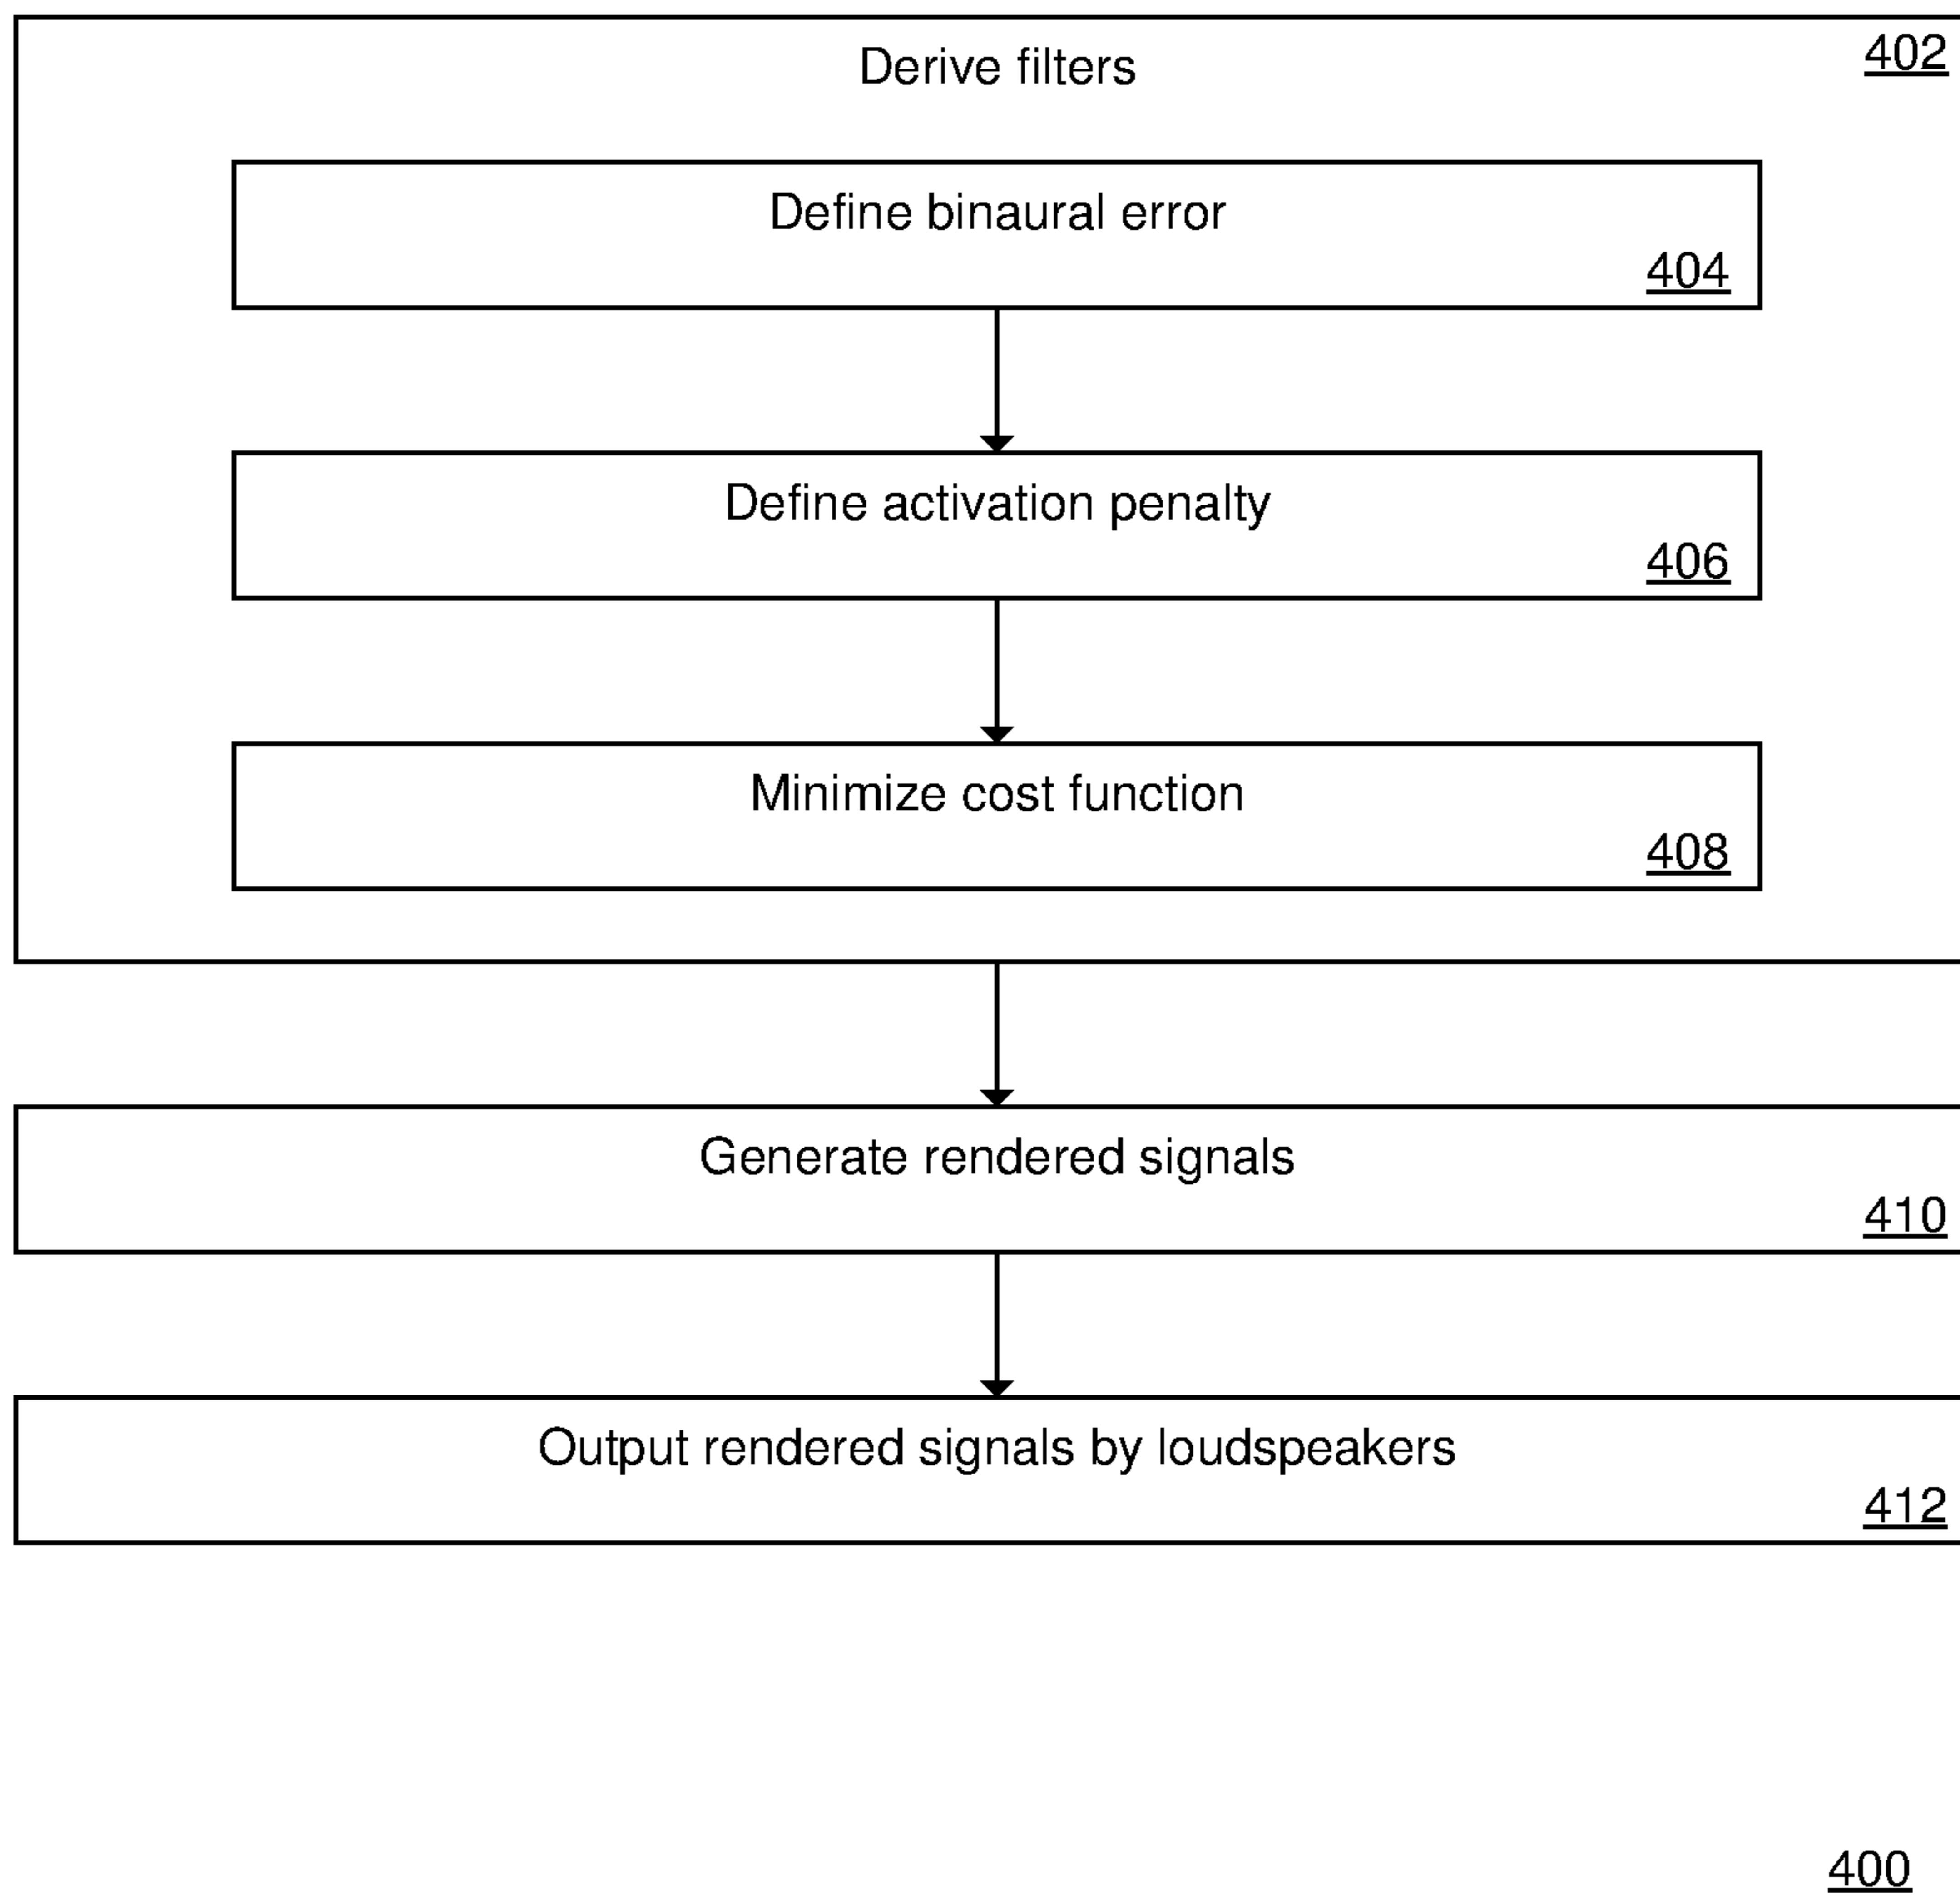 Derive filters
402
Define binaural error
404
Define activation penalty
406
Minimize cost function
408
Generate rendered signals
410
Output rendered signals by loudspeakers
412
400